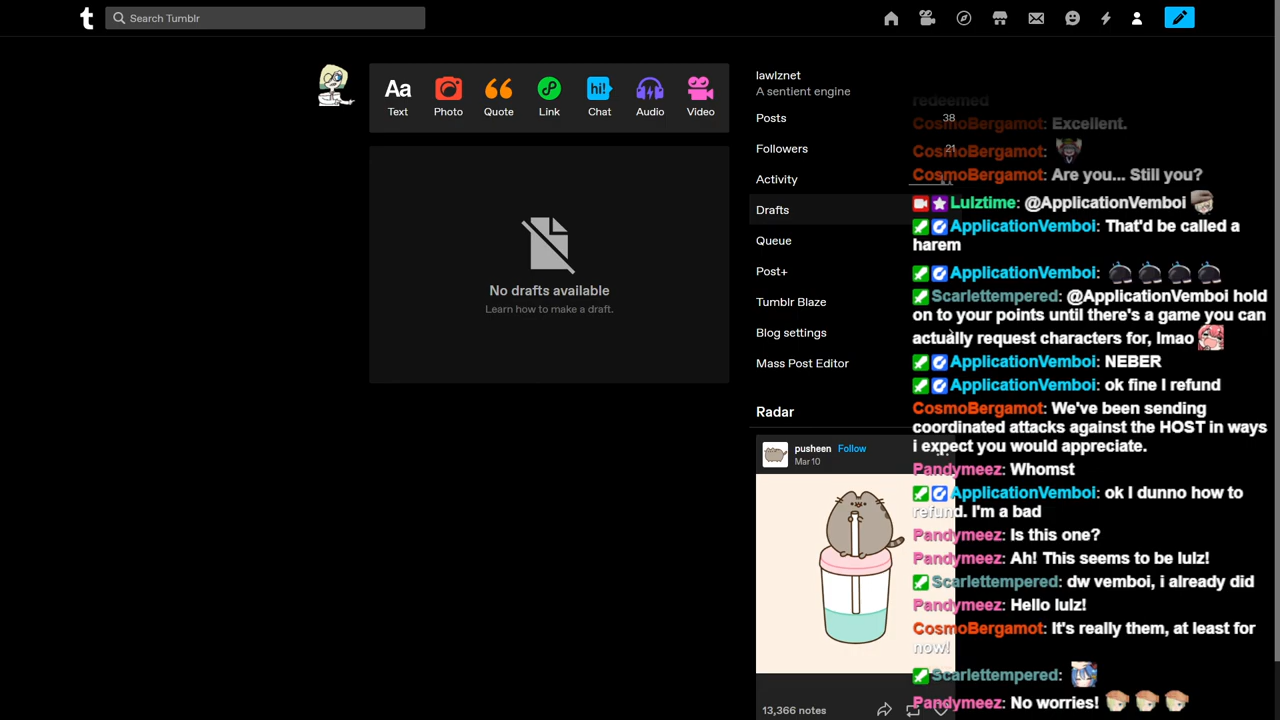 t
Search Tumblr
Aa
Text
Photo
Quote
Link
hi!
Chat
Audio
Video
No drafts available
Learn how to make a draft.
lawlznet
A sentient engine
Posts 38
Followers 21
Activity
Drafts
Queue
Post+
Tumblr Blaze
Blog settings
Mass Post Editor
Radar
pusheen Follow
Mar 10
13,366 notes
redeemed
CosmoBergamot: Excellent.
CosmoBergamot:
CosmoBergamot: Are you... Still you?
Lulztime: @ApplicationVemboi
ApplicationVemboi: That'd be called a
harem
ApplicationVemboi:
Scarlettempered: @ApplicationVemboi hold
on to your points until there's a game you can
actually request characters for, lmao
ApplicationVemboi: NEBER
ApplicationVemboi: ok fine I refund
CosmoBergamot: We've been sending
coordinated attacks against the HOST in ways
i expect you would appreciate.
Pandymeez: Whomst
ApplicationVemboi: ok I dunno how to
refund. I'm a bad
Pandymeez: Is this one?
Pandymeez: Ah! This seems to be lulz!
Scarlettempered: dw vemboi, i already did
Pandymeez: Hello lulz!
CosmoBergamot: It's really them, at least for
now!
Scarlettempered:
Pandymeez: No worries!